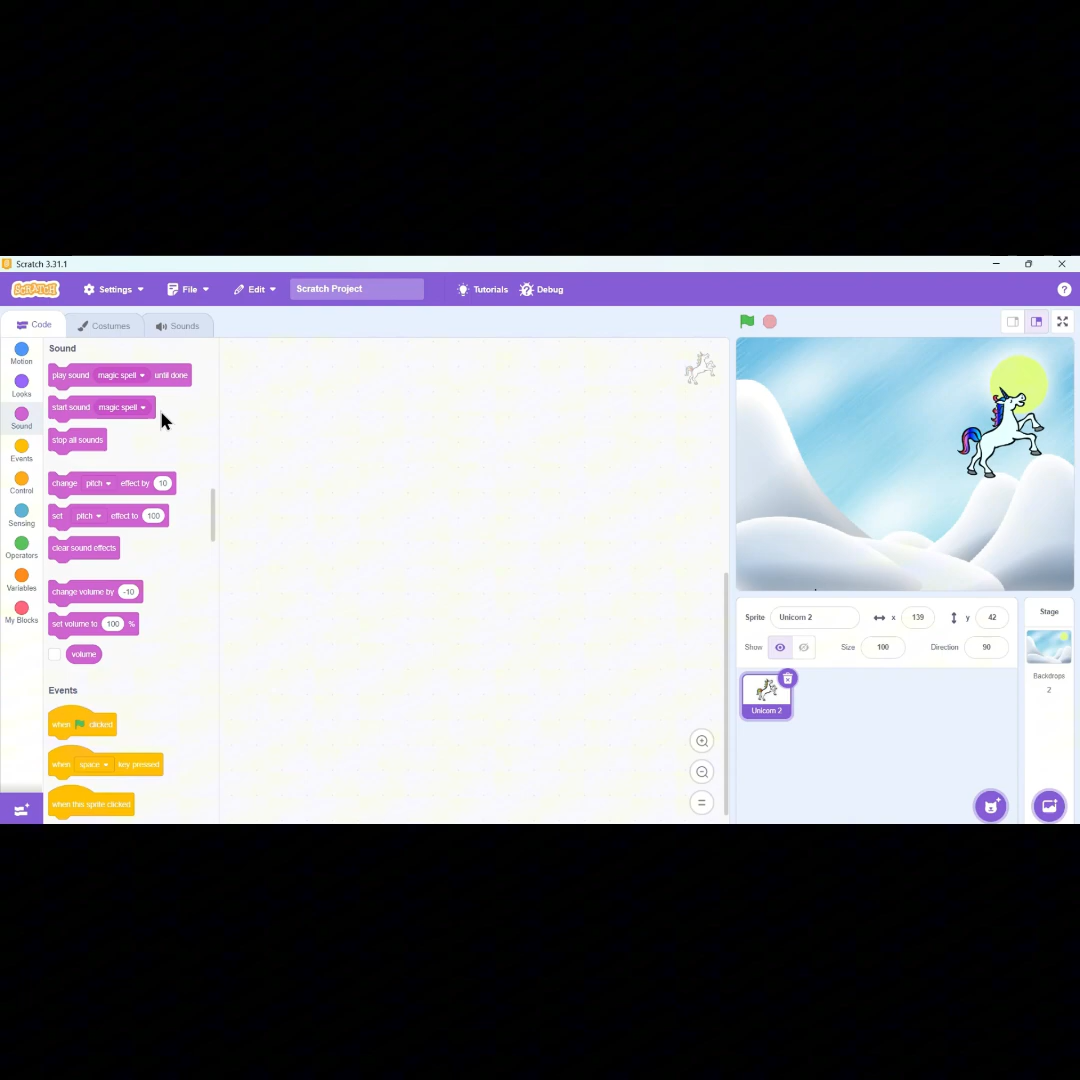 Scratch 3.31.1
SCRATCH Settings File Edit Scratch Project Tutorials Debug ?
Code Costumes Sounds
Motion
Looks
Sound
Events
Control
Sensing
Operators
Variables
My Blocks
Sound
play sound magic spell until done
start sound magic spell
stop all sounds
change pitch effect by 10
set pitch effect to 100
clear sound effects
change volume by -10
set volume to 100 %
volume
Events
when clicked
when space key pressed
when this sprite clicked
Sprite Unicorn 2 x 139 y 42
Show Size 100 Direction 90
Unicorn 2
Stage
Backdrops
2